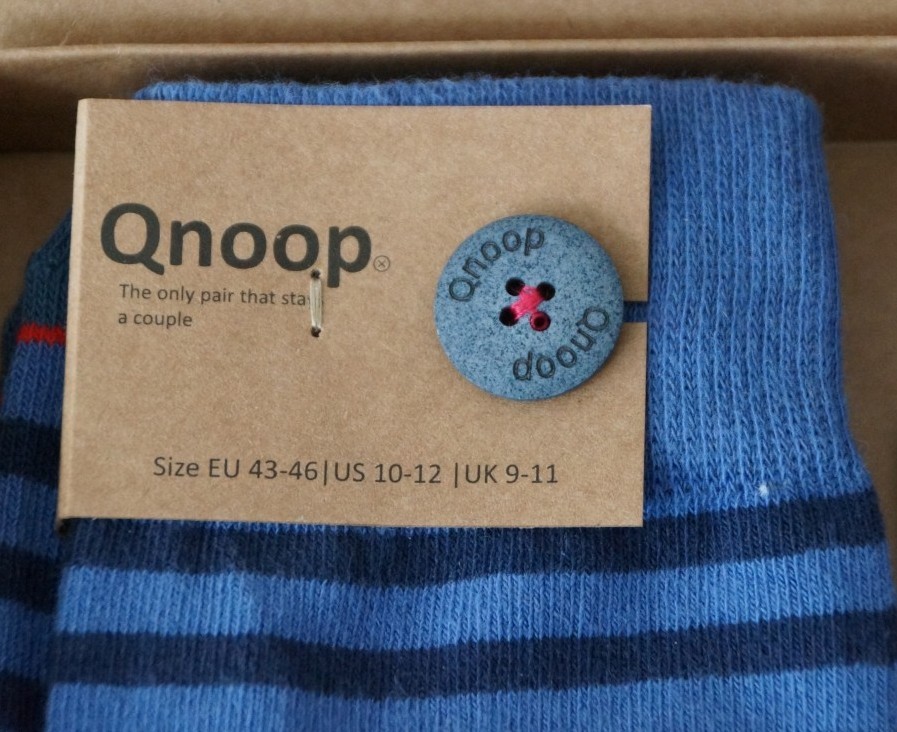 Qnoop®
The only pair that
a couple
Qnoop
Qnoop
Size EU 43-46|US 10-12 |UK 9-11